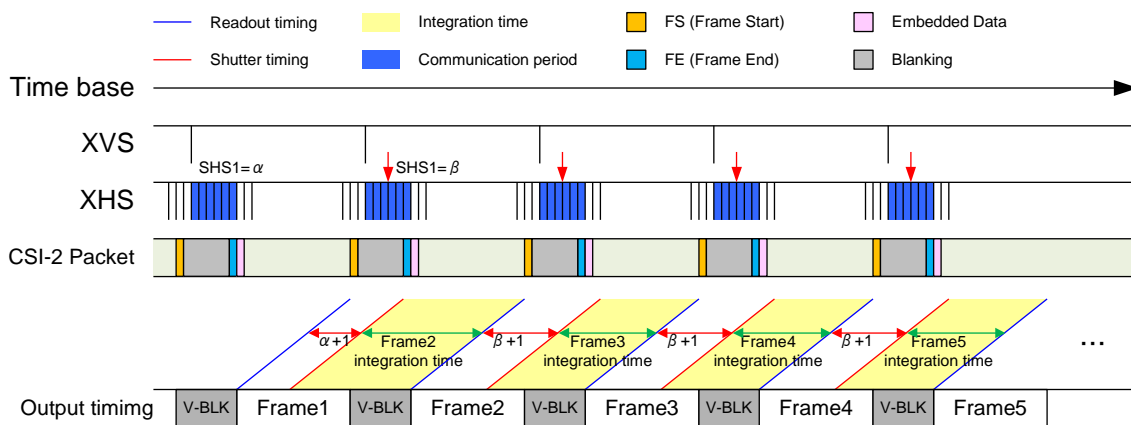 Readout timing Integration time FS (Frame Start) Embedded Data
Shutter timing Communication period FE (Frame End) Blanking
Time base
XVS
SHS1=α SHS1=β
XHS
CSI-2 Packet
α+1 Frame2 integration time β+1 Frame3 integration time β+1 Frame4 integration time β+1 Frame5 integration time ...
Output timimg V-BLK Frame1 V-BLK Frame2 V-BLK Frame3 V-BLK Frame4 V-BLK Frame5